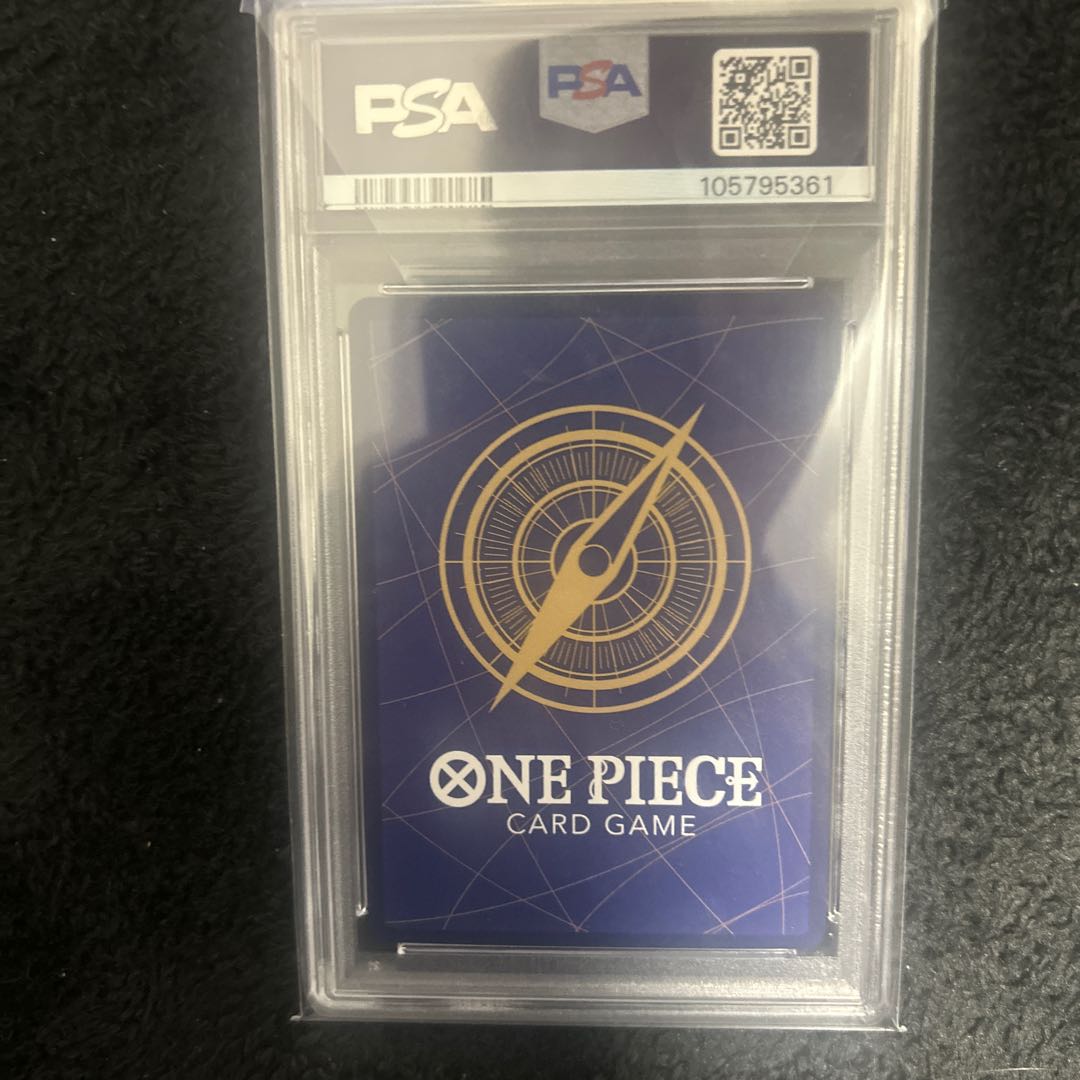 PSA
PSA
105795361
ONE PIECE
CARD GAME